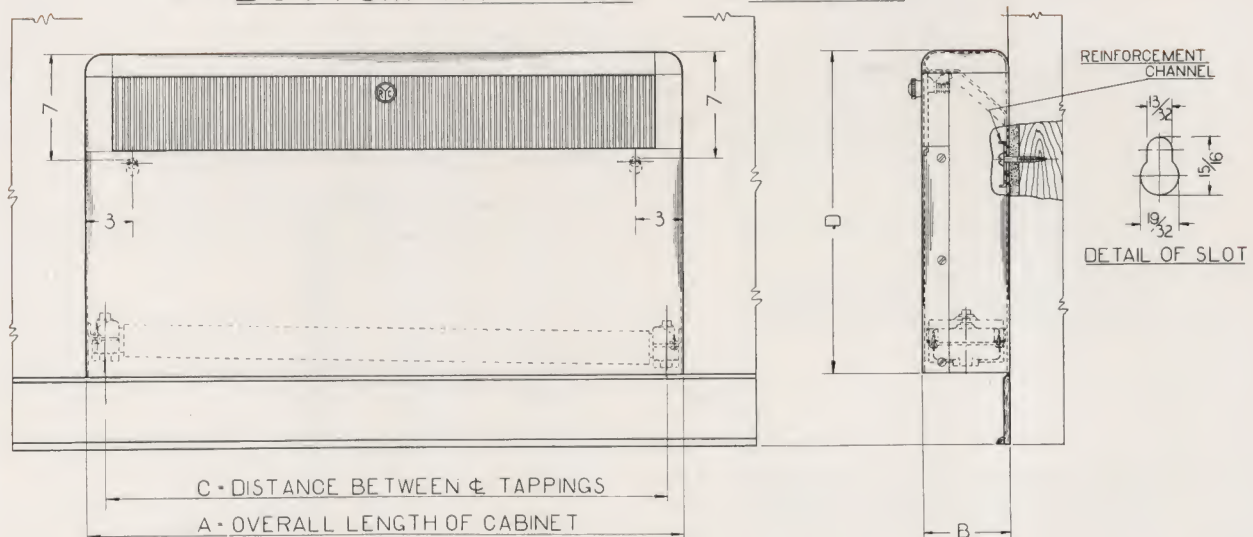 7
7
REINFORCEMENT
CHANNEL
13/32
15/16
3
3
D
19/32
DETAIL OF SLOT
C - DISTANCE BETWEEN ℄ TAPPINGS
A - OVERALL LENGTH OF CABINET
B